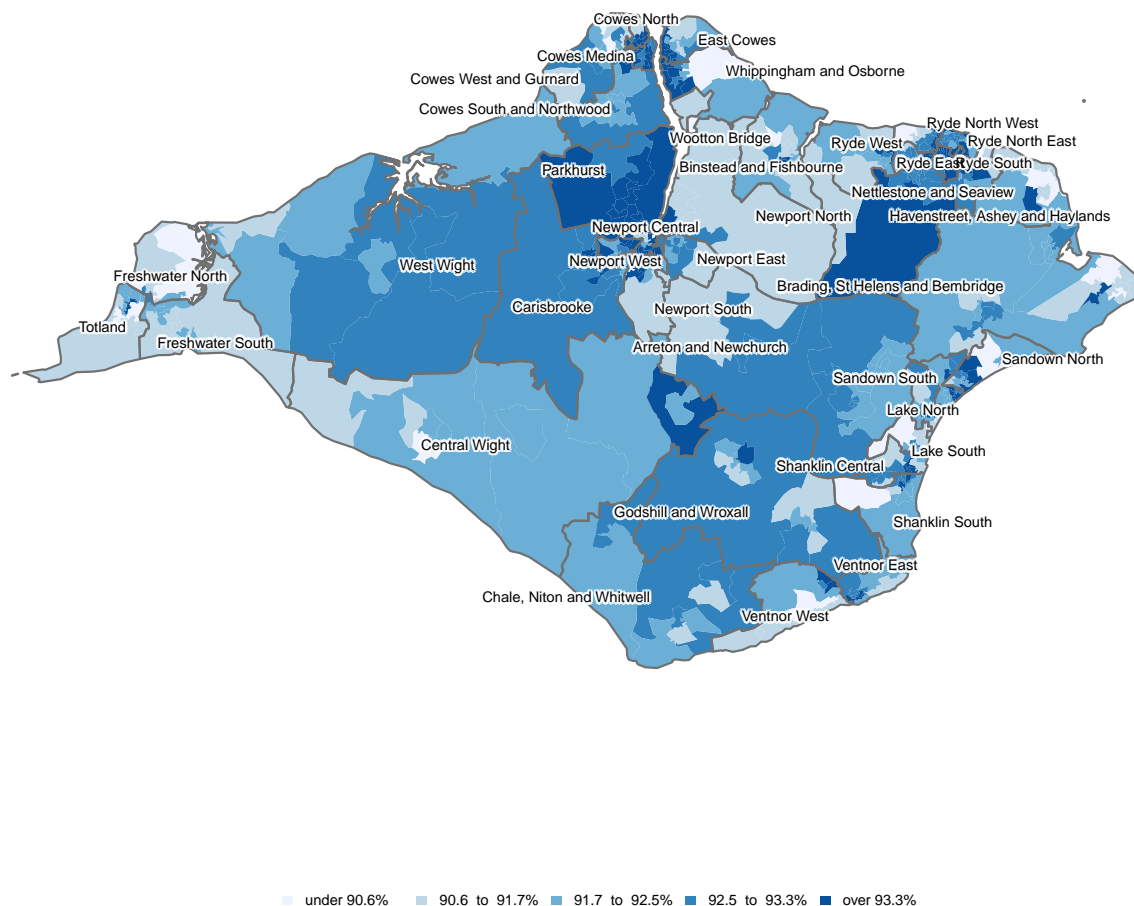 Cowes North
East Cowes
Cowes Medina
Whippingham and Osborne
Cowes West and Gurnard
Cowes South and Northwood
Ryde North West
Wootton Bridge
Ryde West
Ryde North East
Parkhurst
Binstead and Fishbourne
Ryde East
Ryde South
Nettlestone and Seaview
Newport North
Havenstreet, Ashey and Haylands
Newport Central
Newport West
Newport East
West Wight
Freshwater North
Brading, St Helens and Bembridge
Carisbrooke
Newport South
Totland
Freshwater South
Arreton and Newchurch
Sandown North
Sandown South
Lake North
Central Wight
Lake South
Shanklin Central
Godshill and Wroxall
Shanklin South
Ventnor East
Chale, Niton and Whitwell
Ventnor West
under 90.6% 90.6 to 91.7% 91.7 to 92.5% 92.5 to 93.3% over 93.3%